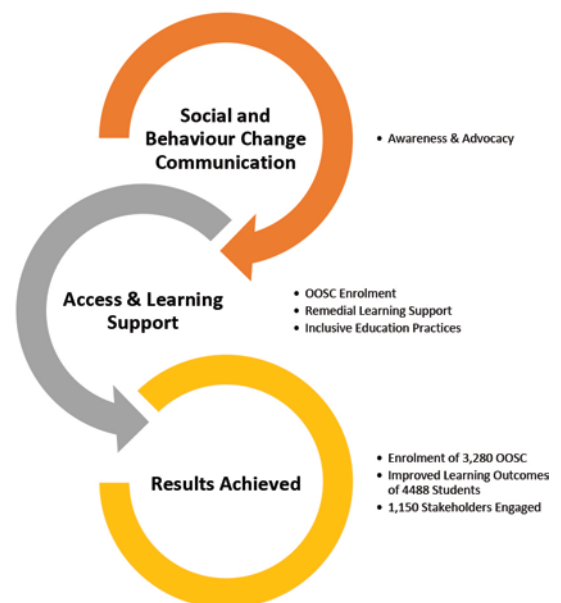 Social and
Behaviour Change
Communication
• Awareness & Advocacy
Access & Learning
Support
• OOSC Enrolment
• Remedial Learning Support
• Inclusive Education Practices
Results Achieved
• Enrolment of 3,280 OOSC
• Improved Learning Outcomes
of 4488 Students
• 1,150 Stakeholders Engaged